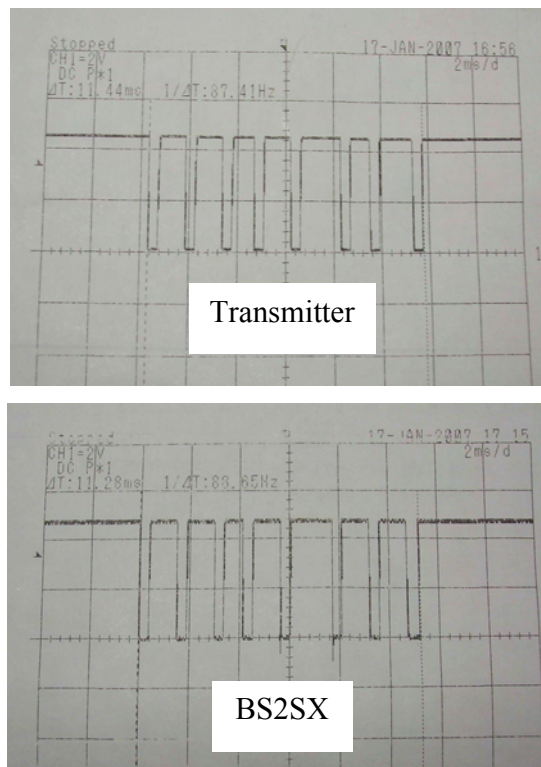 Stopped 17-JAN-2007 16:56
CH1=2V 2ms/d
DC P*1
ΔT:11.44ms 1/ΔT:87.41Hz
1
Transmitter
17-JAN-2007 17:15
CH1=2V 2ms/d
DC P*1
ΔT:11.28ms 1/ΔT:88.65Hz
BS2SX